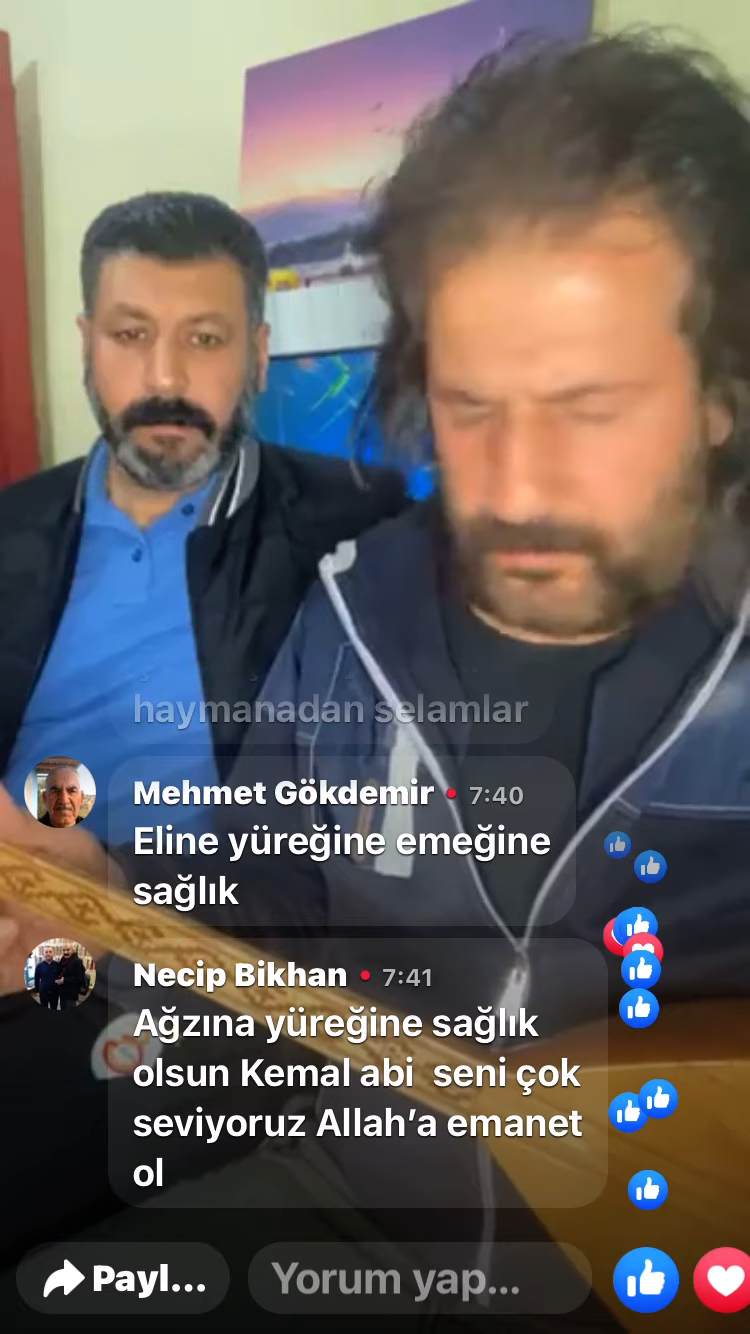 haymanadan selamlar
Mehmet Gökdemir • 7:40
Eline yüreğine emeğine
sağlık
Necip Bikhan • 7:41
Ağzına yüreğine sağlık
olsun Kemal abi  seni çok
seviyoruz Allah’a emanet
ol
Payl...
Yorum yap...